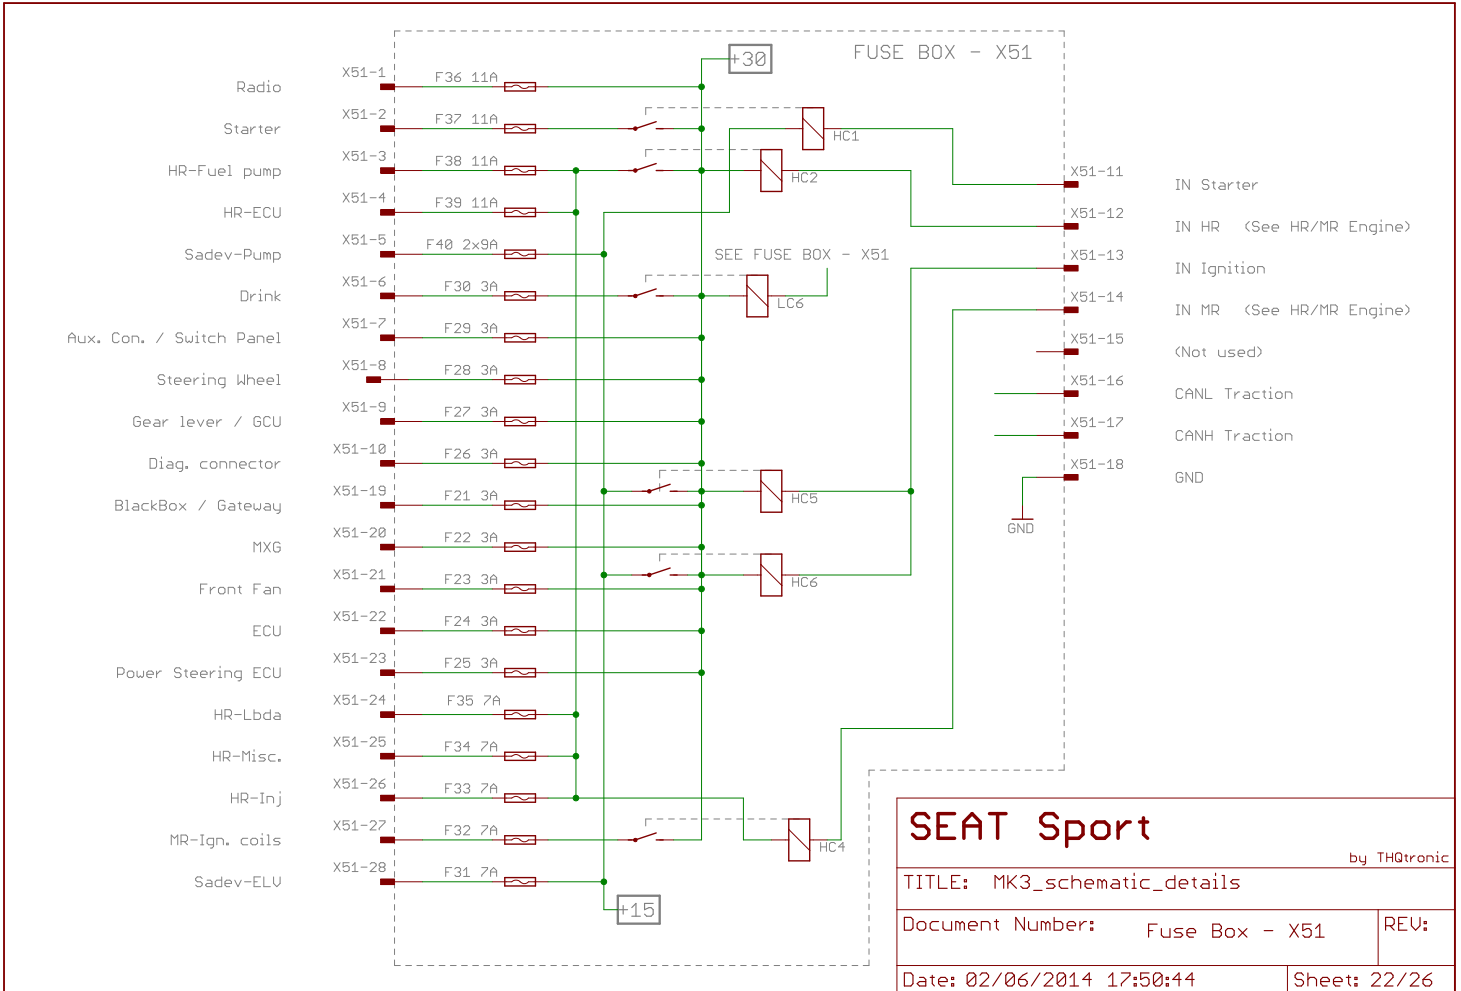 FUSE BOX - X51
+30
Radio X51-1 F36 11A
Starter X51-2 F37 11A
HC1
HR-Fuel pump X51-3 F38 11A
HC2
X51-11 IN Starter
HR-ECU X51-4 F39 11A
X51-12 IN HR (See HR/MR Engine)
Sadev-Pump X51-5 F40 2x9A
SEE FUSE BOX - X51
X51-13 IN Ignition
Drink X51-6 F30 3A
LC6
X51-14 IN MR (See HR/MR Engine)
Aux. Con. / Switch Panel X51-7 F29 3A
X51-15 (Not used)
Steering Wheel X51-8 F28 3A
X51-16 CANL Traction
Gear lever / GCU X51-9 F27 3A
X51-17 CANH Traction
Diag. connector X51-10 F26 3A
X51-18 GND
HC5
BlackBox / Gateway X51-19 F21 3A
GND
MXG X51-20 F22 3A
HC6
Front Fan X51-21 F23 3A
ECU X51-22 F24 3A
Power Steering ECU X51-23 F25 3A
HR-Lbda X51-24 F35 7A
HR-Misc. X51-25 F34 7A
HR-Inj X51-26 F33 7A
MR-Ign. coils X51-27 F32 7A
HC4
Sadev-ELV X51-28 F31 7A
+15
SEAT Sport
by THQtronic
TITLE: MK3_schematic_details
Document Number: Fuse Box - X51
REV:
Date: 02/06/2014 17:50:44
Sheet: 22/26